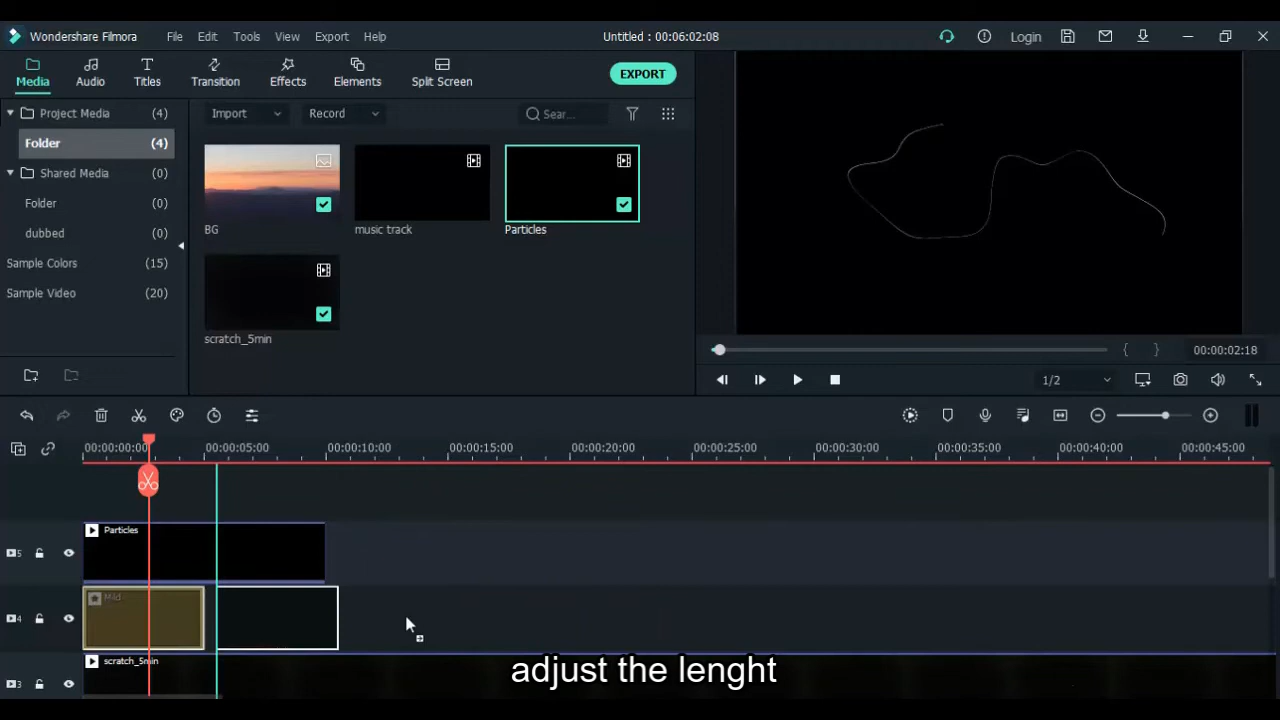 Wondershare Filmora File Edit Tools View Export Help Untitled : 00:06:02:08 Login
Media Audio Titles Transition Effects Elements Split Screen EXPORT
Project Media (4) Import Record Sear...
Folder (4)
Shared Media (0)
Folder (0)
BG music track Particles
dubbed (0)
Sample Colors (15)
Sample Video (20)
scratch_5min
00:00:02:18
1/2
00:00:00:00 00:00:05:00 00:00:10:00 00:00:15:00 00:00:20:00 00:00:25:00 00:00:30:00 00:00:35:00 00:00:40:00 00:00:45:00
Particles
5
Mild
4
scratch_5min
adjust the lenght
3